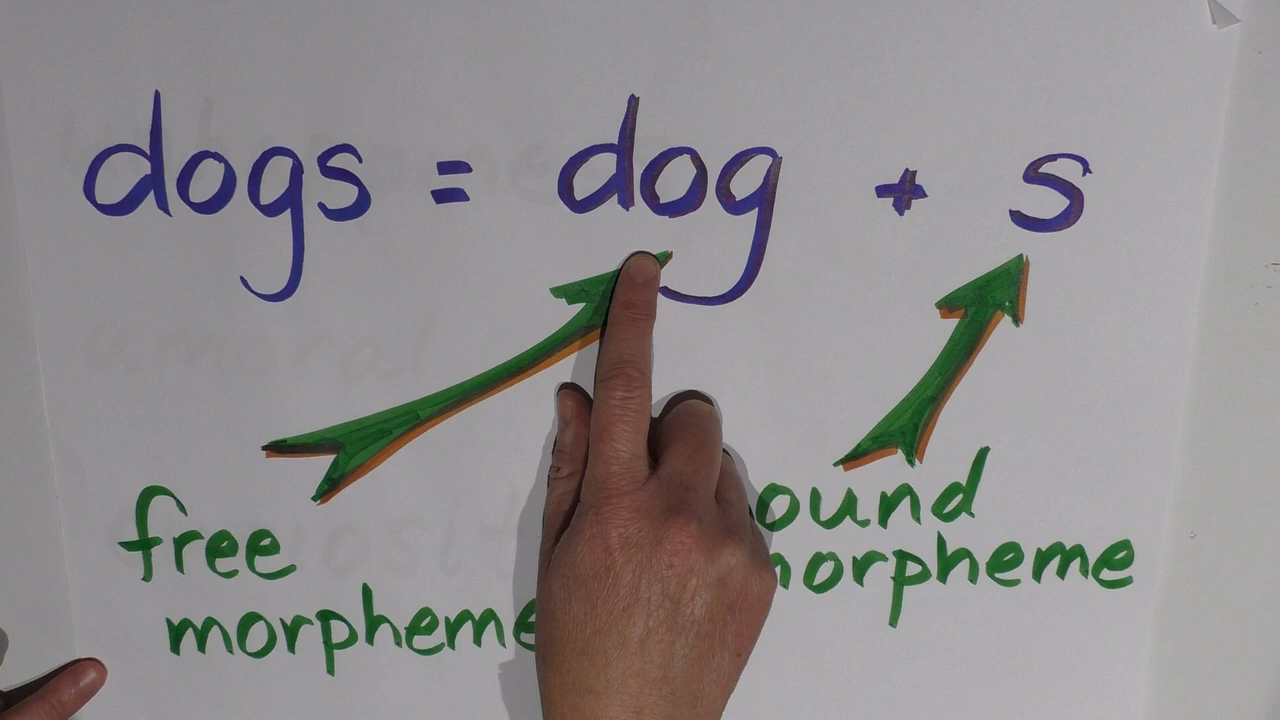 dogs = dog + s
free
morpheme
ound
orpheme